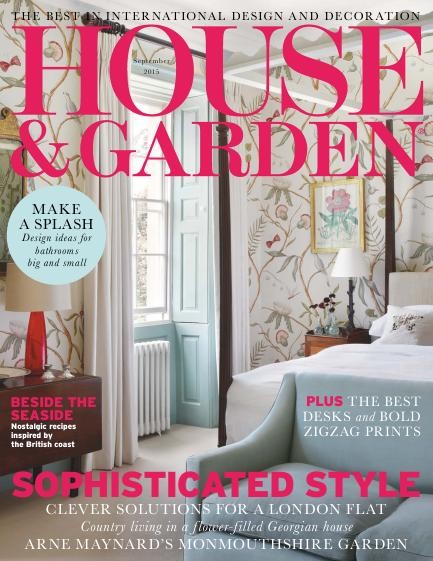 THE BEST IN INTERNATIONAL DESIGN AND DECORATION
HOUSE
September
2015
& GARDEN
MAKE
A SPLASH
Design ideas for
bathrooms
big and small
BESIDE THE
SEASIDE
Nostalgic recipes
inspired by
the British coast
PLUS THE BEST
DESKS and BOLD
ZIGZAG PRINTS
SOPHISTICATED STYLE
CLEVER SOLUTIONS FOR A LONDON FLAT
Country living in a flower-filled Georgian house
ARNE MAYNARD'S MONMOUTHSHIRE GARDEN